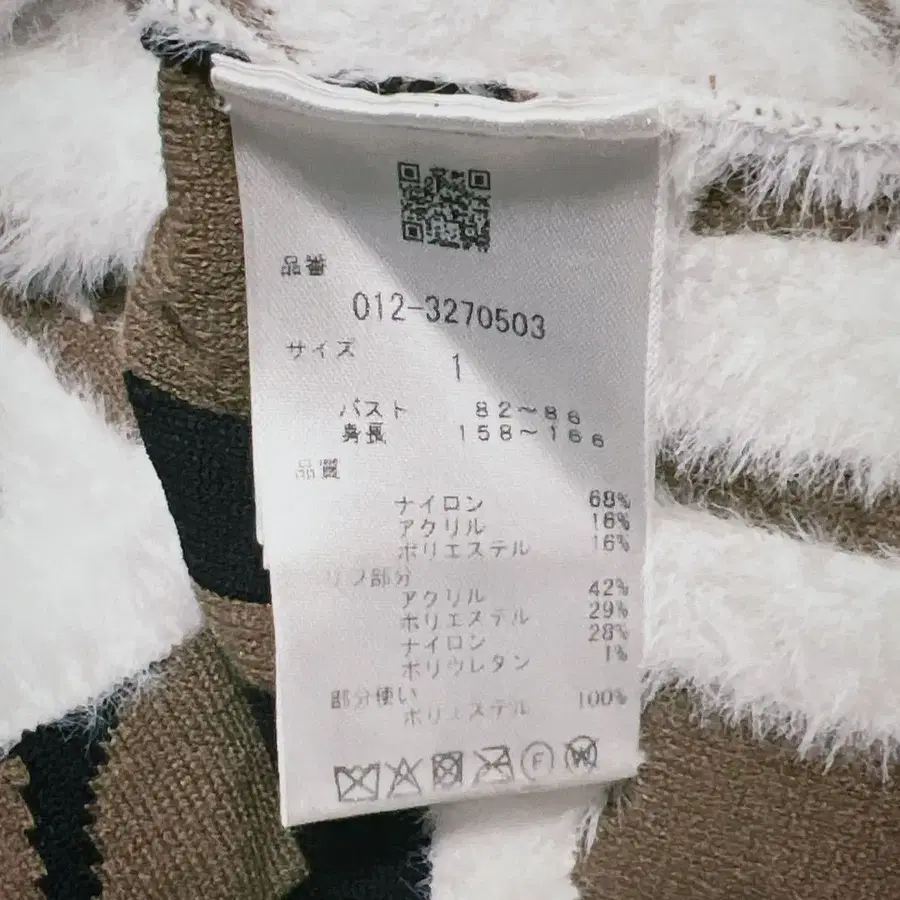 品番
012-3270503
サイズ
1
バスト 82～86
身長 158～166
品質
ナイロン 68%
アクリル 16%
ポリエステル 16%
リブ部分
アクリル 42%
ポリエステル 29%
ナイロン 28%
ポリウレタン 1%
部分使い
ポリエステル 100%
F W